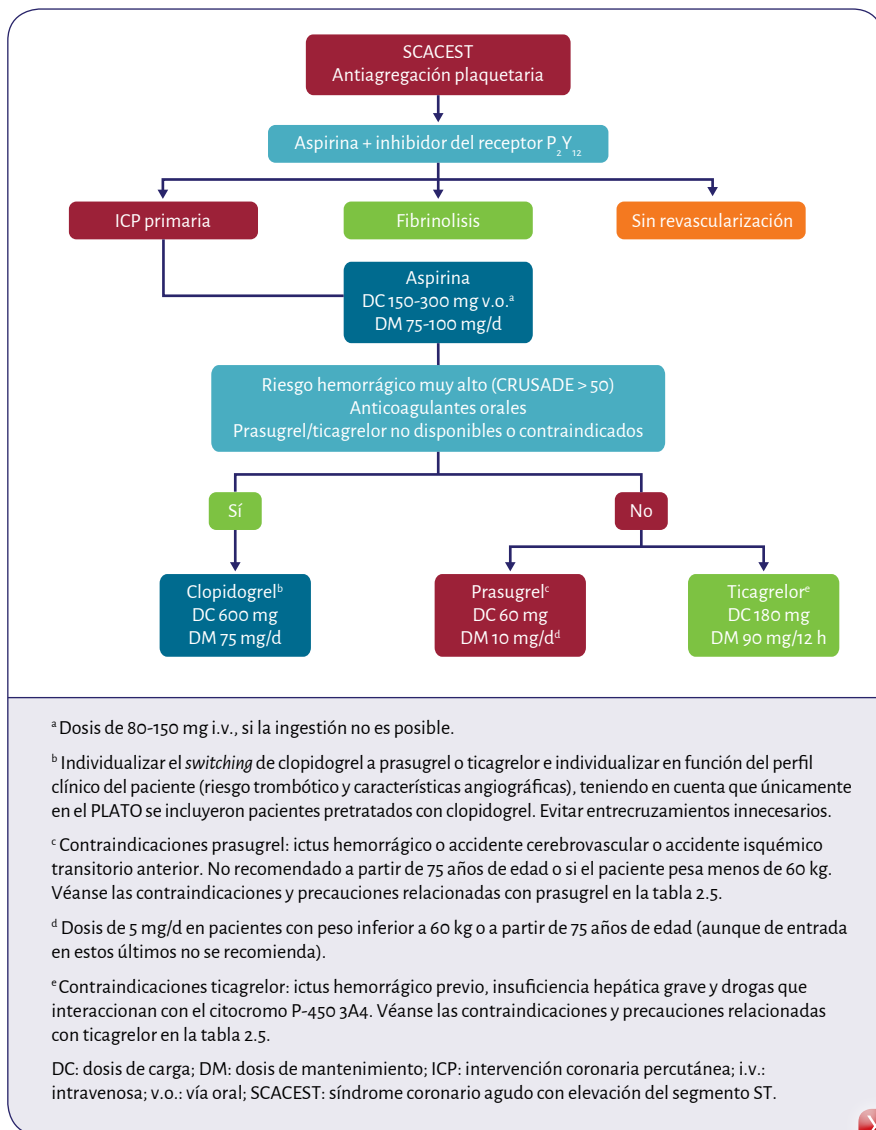 SCACEST
Antiagregación plaquetaria
Aspirina + inhibidor del receptor P₂Y₁₂
ICP primaria
Fibrinolisis
Sin revascularización
Aspirina
DC 150-300 mg v.o.ª
DM 75-100 mg/d
Riesgo hemorrágico muy alto (CRUSADE > 50)
Anticoagulantes orales
Prasugrel/ticagrelor no disponibles o contraindicados
Sí
No
Clopidogrelᵇ
DC 600 mg
DM 75 mg/d
Prasugrelᶜ
DC 60 mg
DM 10 mg/dᵈ
Ticagrelorᵉ
DC 180 mg
DM 90 mg/12 h
ª Dosis de 80-150 mg i.v., si la ingestión no es posible.
ᵇ Individualizar el switching de clopidogrel a prasugrel o ticagrelor e individualizar en función del perfil
clínico del paciente (riesgo trombótico y características angiográficas), teniendo en cuenta que únicamente
en el PLATO se incluyeron pacientes pretratados con clopidogrel. Evitar entrecruzamientos innecesarios.
ᶜ Contraindicaciones prasugrel: ictus hemorrágico o accidente cerebrovascular o accidente isquémico
transitorio anterior. No recomendado a partir de 75 años de edad o si el paciente pesa menos de 60 kg.
Véanse las contraindicaciones y precauciones relacionadas con prasugrel en la tabla 2.5.
ᵈ Dosis de 5 mg/d en pacientes con peso inferior a 60 kg o a partir de 75 años de edad (aunque de entrada
en estos últimos no se recomienda).
ᵉ Contraindicaciones ticagrelor: ictus hemorrágico previo, insuficiencia hepática grave y drogas que
interaccionan con el citocromo P-450 3A4. Véanse las contraindicaciones y precauciones relacionadas
con ticagrelor en la tabla 2.5.
DC: dosis de carga; DM: dosis de mantenimiento; ICP: intervención coronaria percutánea; i.v.:
intravenosa; v.o.: vía oral; SCACEST: síndrome coronario agudo con elevación del segmento ST.